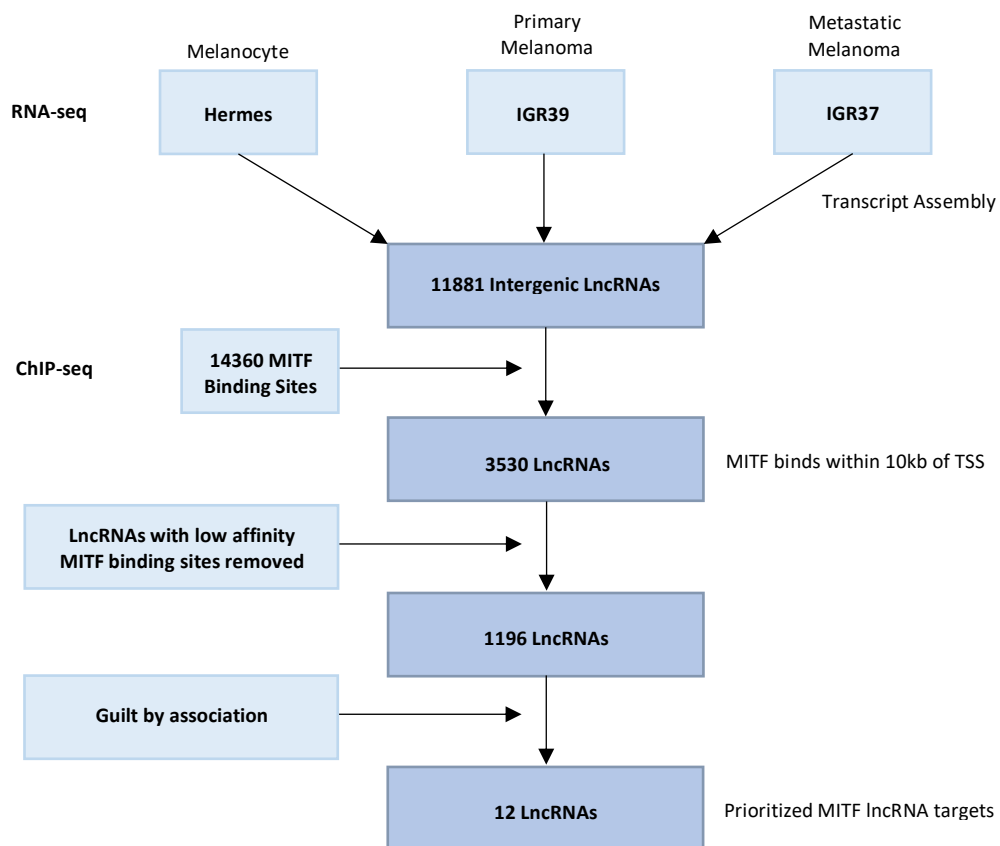 Melanocyte
Primary
Melanoma
Metastatic
Melanoma
RNA-seq
Hermes
IGR39
IGR37
Transcript Assembly
11881 Intergenic LncRNAs
ChIP-seq
14360 MITF
Binding Sites
3530 LncRNAs
MITF binds within 10kb of TSS
LncRNAs with low affinity
MITF binding sites removed
1196 LncRNAs
Guilt by association
12 LncRNAs
Prioritized MITF lncRNA targets